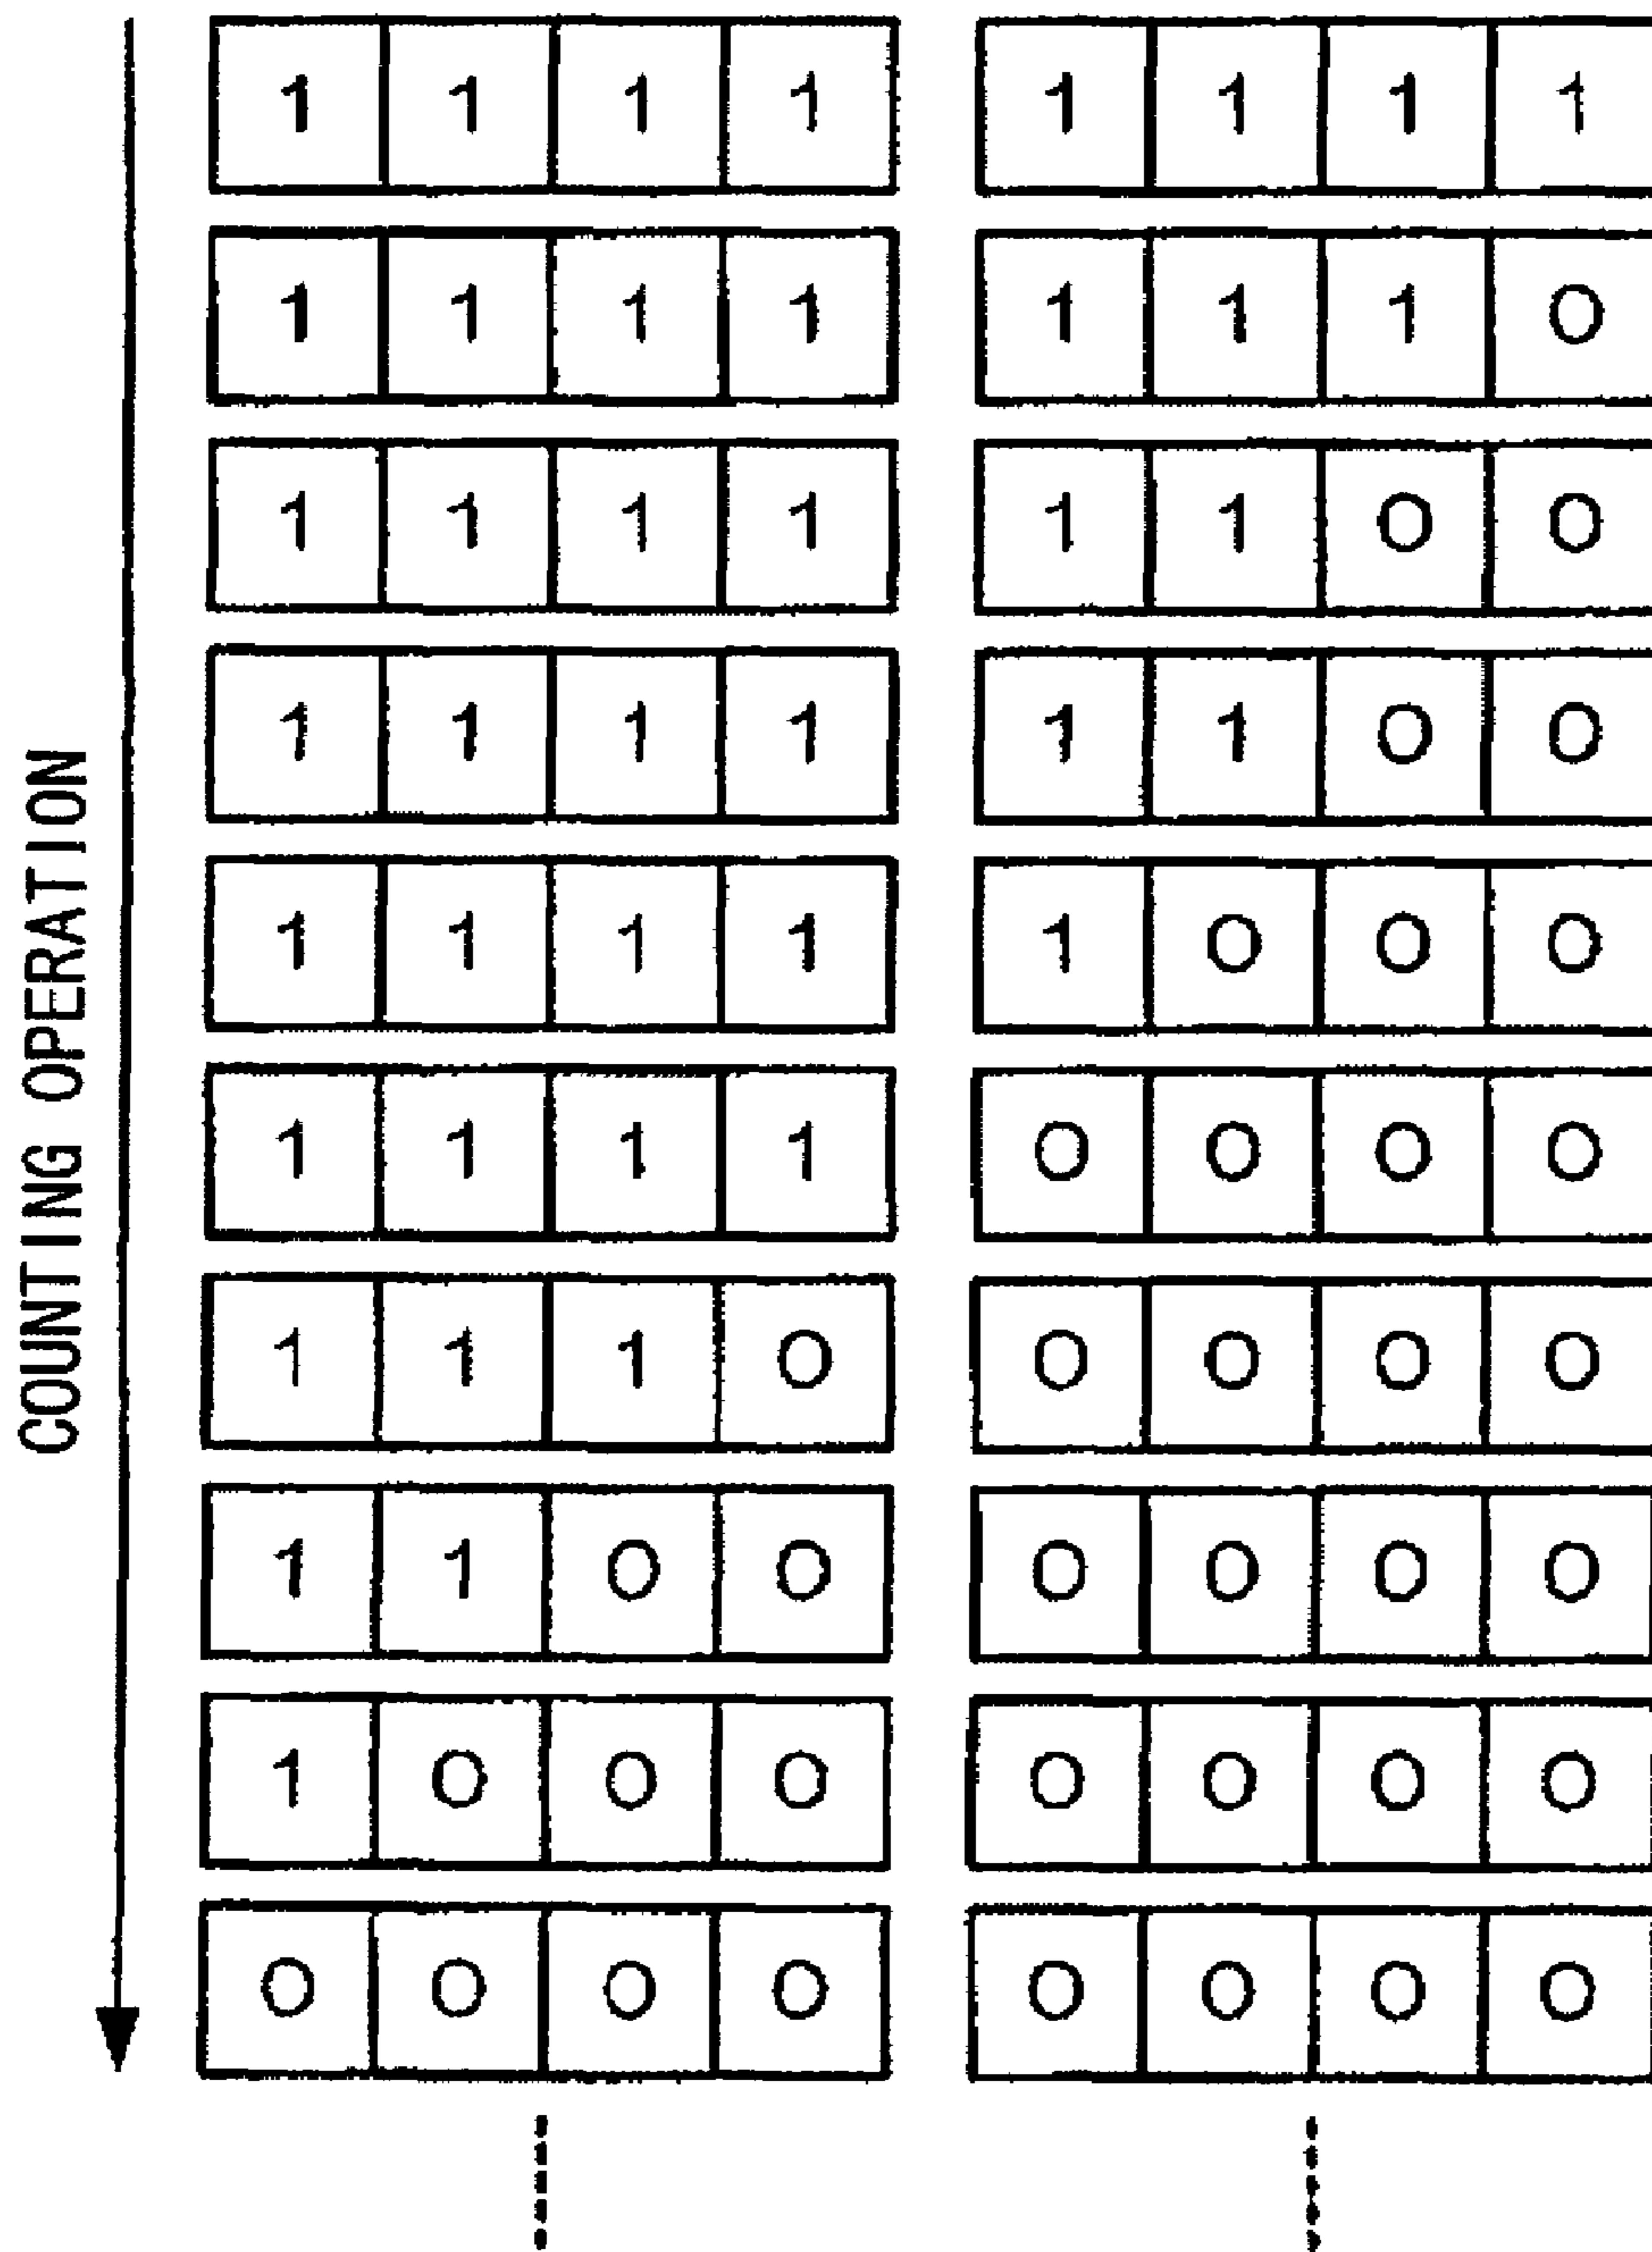 COUNTING OPERATION
1 1 1 1 1 1 1 1
1 1 1 1 1 1 1 0
1 1 1 1 1 1 0 0
1 1 1 1 1 1 0 0
1 1 1 1 1 0 0 0
1 1 1 1 0 0 0 0
1 1 1 0 0 0 0 0
1 1 0 0 0 0 0 0
1 0 0 0 0 0 0 0
0 0 0 0 0 0 0 0